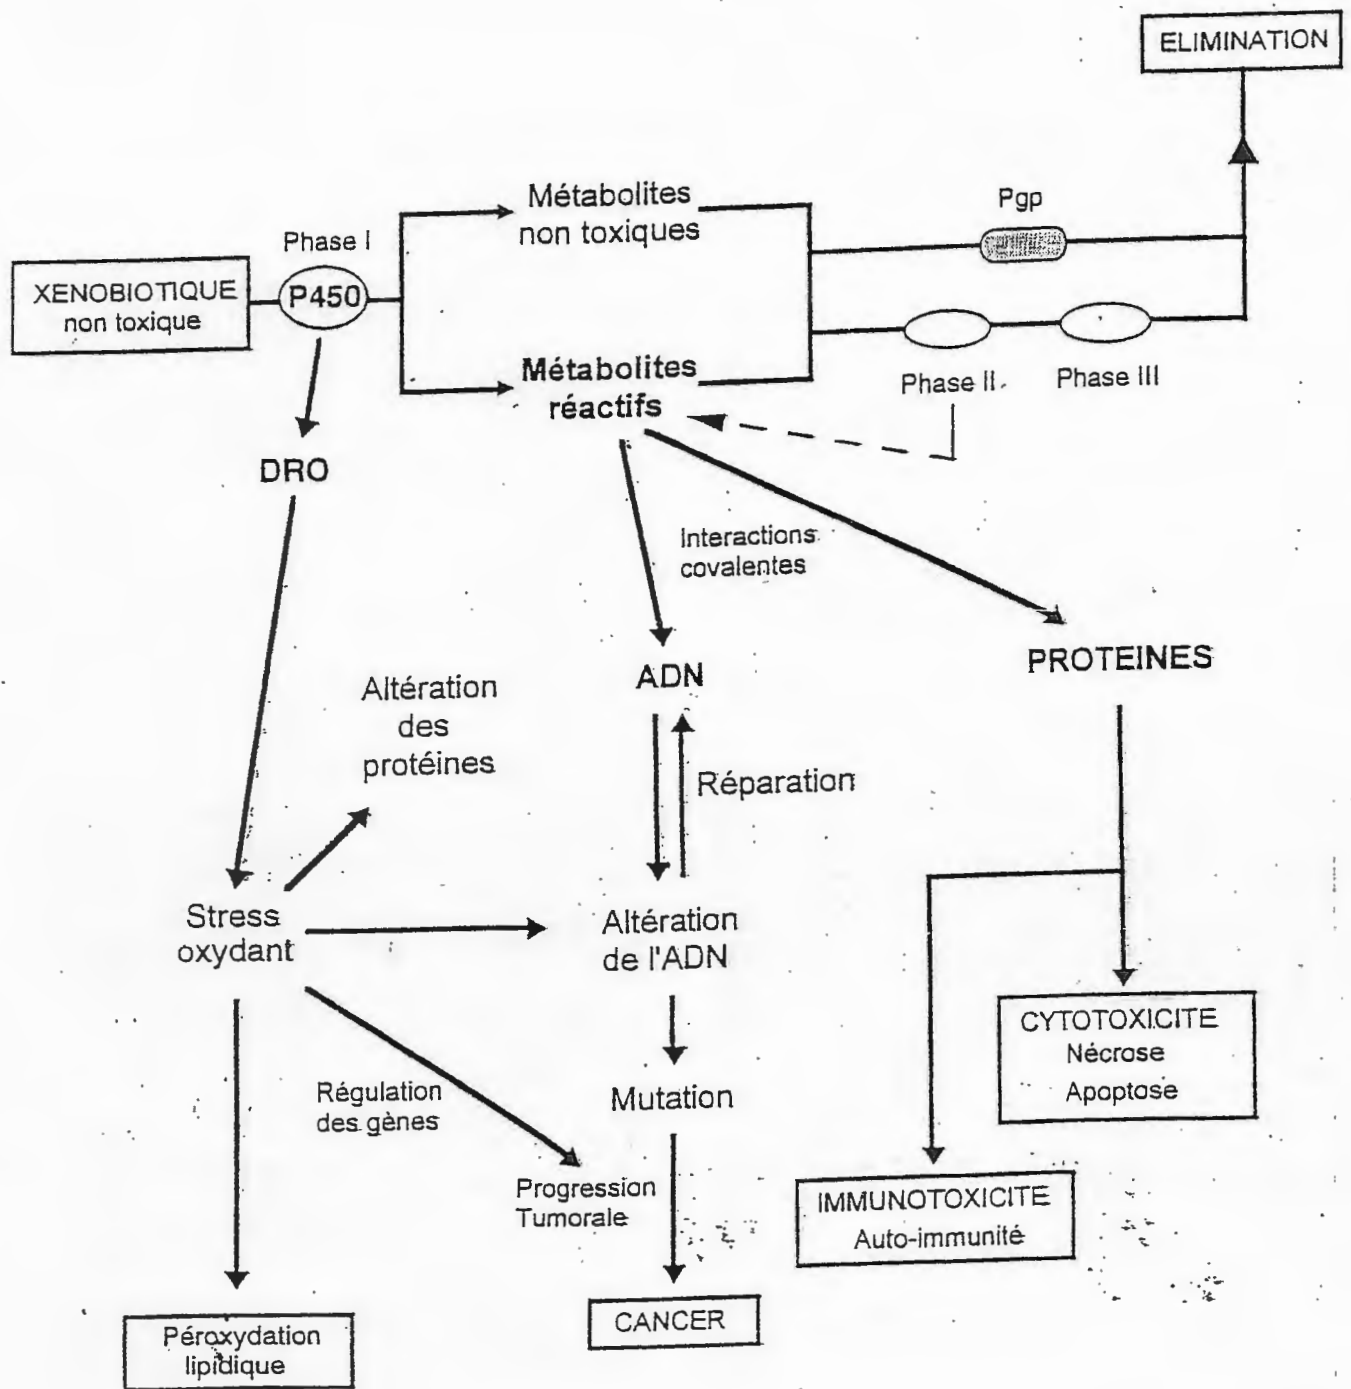 ELIMINATION
Métabolites
non toxiques
Pgp
Phase I
XENOBIOTIQUE
non toxique
P450
Métabolites
réactifs
Phase II
Phase III
DRO
Interactions
covalentes
ADN
PROTEINES
Altération
des
protéines
Réparation
Stress
oxydant
Altération
de l'ADN
CYTOTOXICITE
Nécrose
Apoptose
Régulation
des gènes
Mutation
Progression
Tumorale
IMMUNOTOXICITE
Auto-immunité
CANCER
Péroxydation
lipidique